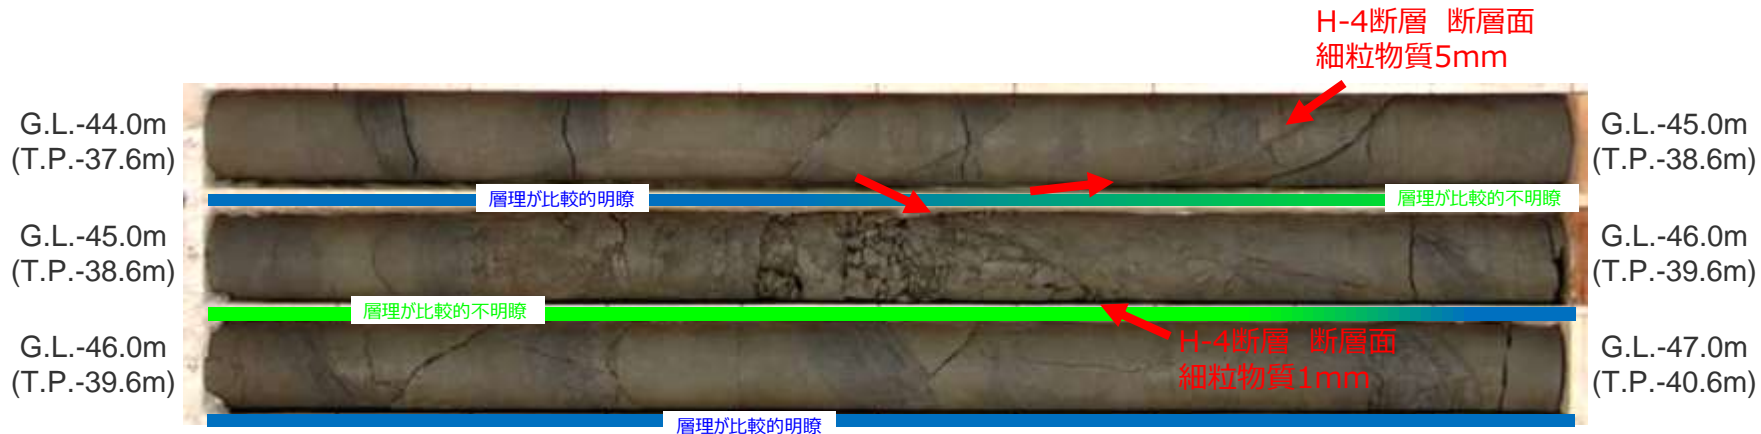 H-4断層 断層面
細粒物質5mm
G.L.-44.0m
(T.P.-37.6m)
G.L.-45.0m
(T.P.-38.6m)
層理が比較的明瞭
層理が比較的不明瞭
G.L.-45.0m
(T.P.-38.6m)
G.L.-46.0m
(T.P.-39.6m)
層理が比較的不明瞭
H-4断層 断層面
細粒物質1mm
G.L.-46.0m
(T.P.-39.6m)
G.L.-47.0m
(T.P.-40.6m)
層理が比較的明瞭